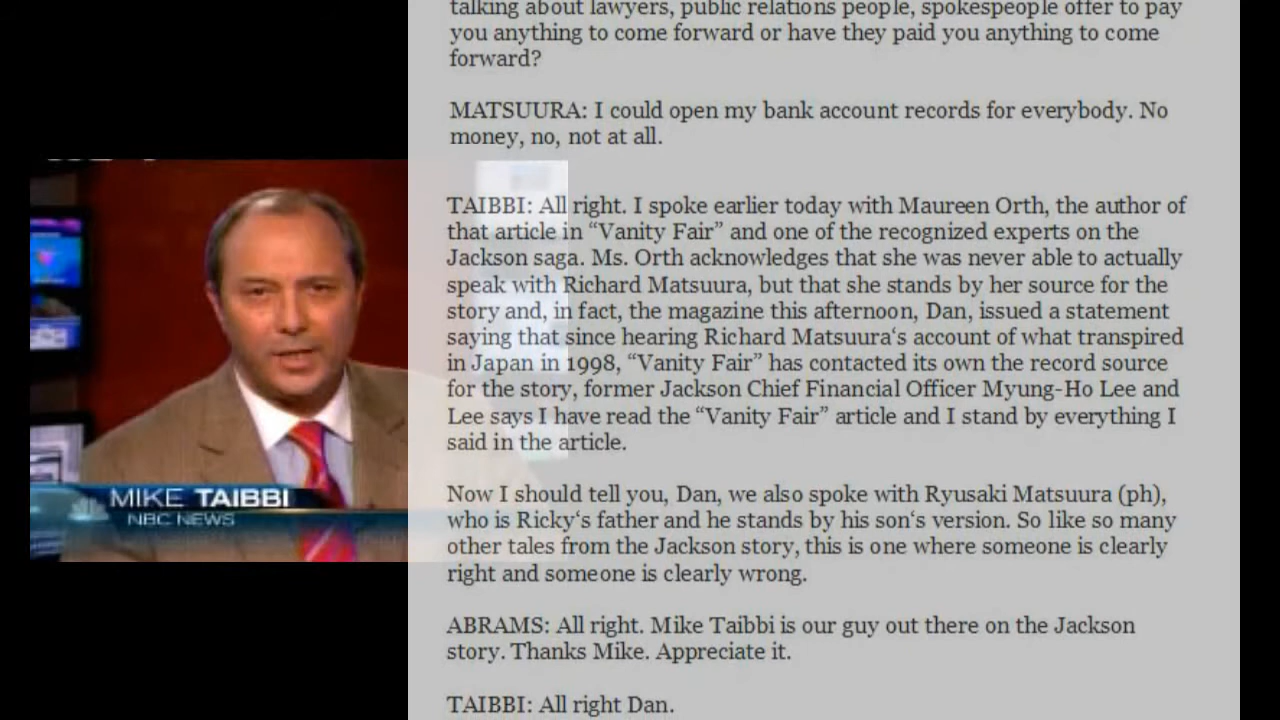 talking about lawyers, public relations people, spokespeople offer to pay
you anything to come forward or have they paid you anything to come
forward?
MATSUURA: I could open my bank account records for everybody. No
money, no, not at all.
TAIBBI: All right. I spoke earlier today with Maureen Orth, the author of
that article in “Vanity Fair” and one of the recognized experts on the
Jackson saga. Ms. Orth acknowledges that she was never able to actually
speak with Richard Matsuura, but that she stands by her source for the
story and, in fact, the magazine this afternoon, Dan, issued a statement
saying that since hearing Richard Matsuura‘s account of what transpired
in Japan in 1998, “Vanity Fair” has contacted its own the record source
for the story, former Jackson Chief Financial Officer Myung-Ho Lee and
Lee says I have read the “Vanity Fair” article and I stand by everything I
said in the article.
Now I should tell you, Dan, we also spoke with Ryusaki Matsuura (ph),
who is Ricky‘s father and he stands by his son‘s version. So like so many
other tales from the Jackson story, this is one where someone is clearly
right and someone is clearly wrong.
ABRAMS: All right. Mike Taibbi is our guy out there on the Jackson
story. Thanks Mike. Appreciate it.
TAIBBI: All right Dan.
MIKE TAIBBI
NBC NEWS